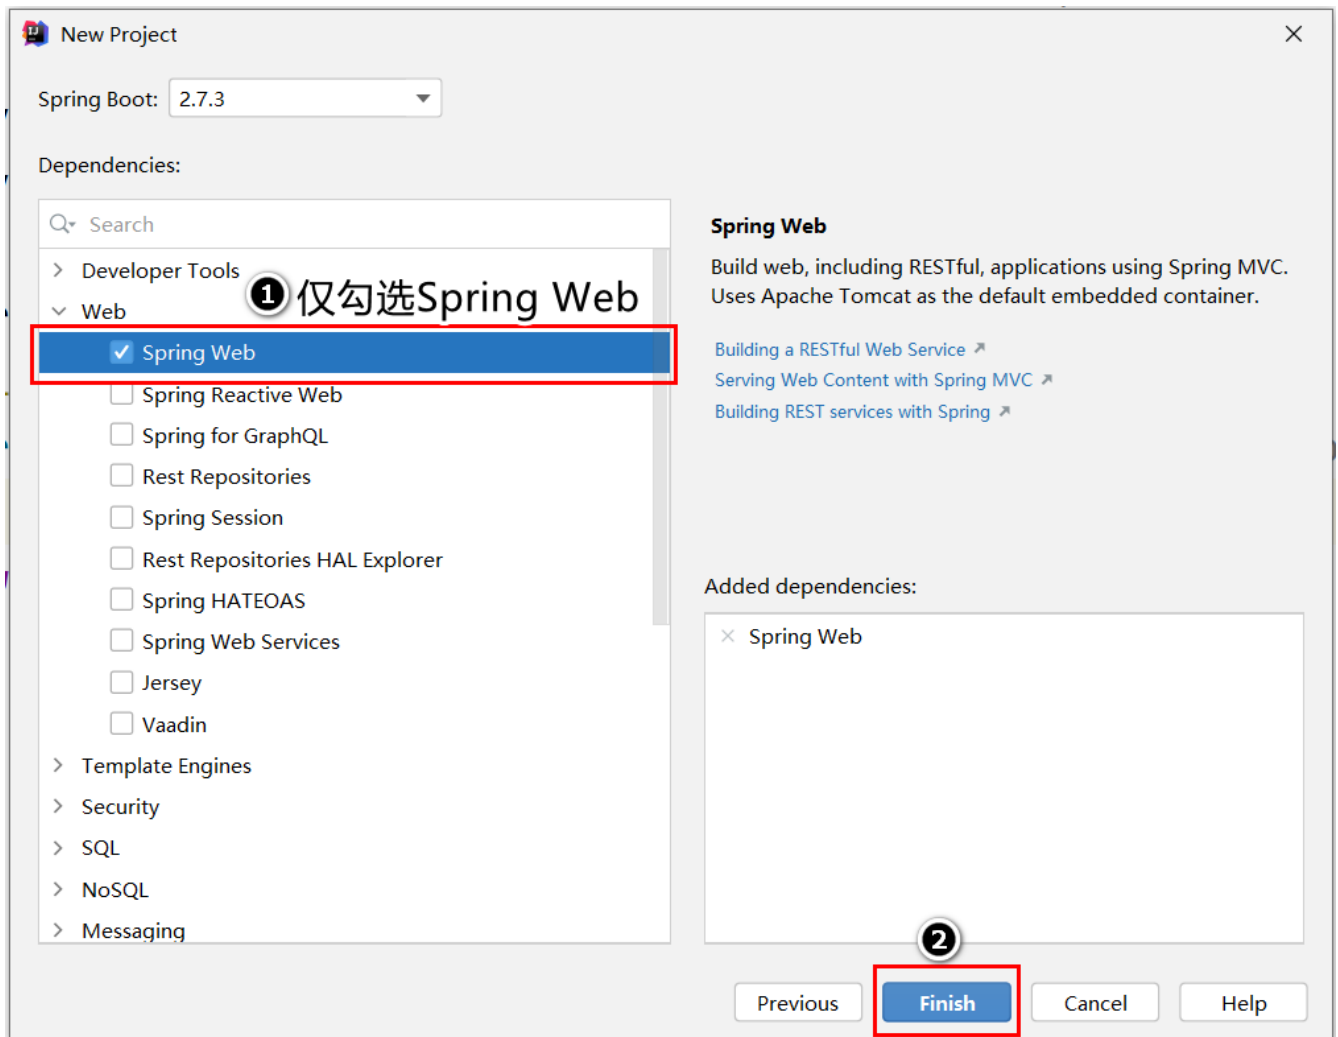 New Project
Spring Boot: 2.7.3
Dependencies:
Search
Developer Tools
❶仅勾选Spring Web
Web
Spring Web
Spring Reactive Web
Spring for GraphQL
Rest Repositories
Spring Session
Rest Repositories HAL Explorer
Spring HATEOAS
Spring Web Services
Jersey
Vaadin
Template Engines
Security
SQL
NoSQL
Messaging
Spring Web
Build web, including RESTful, applications using Spring MVC.
Uses Apache Tomcat as the default embedded container.
Building a RESTful Web Service
Serving Web Content with Spring MVC
Building REST services with Spring
Added dependencies:
Spring Web
❷
Previous Finish Cancel Help